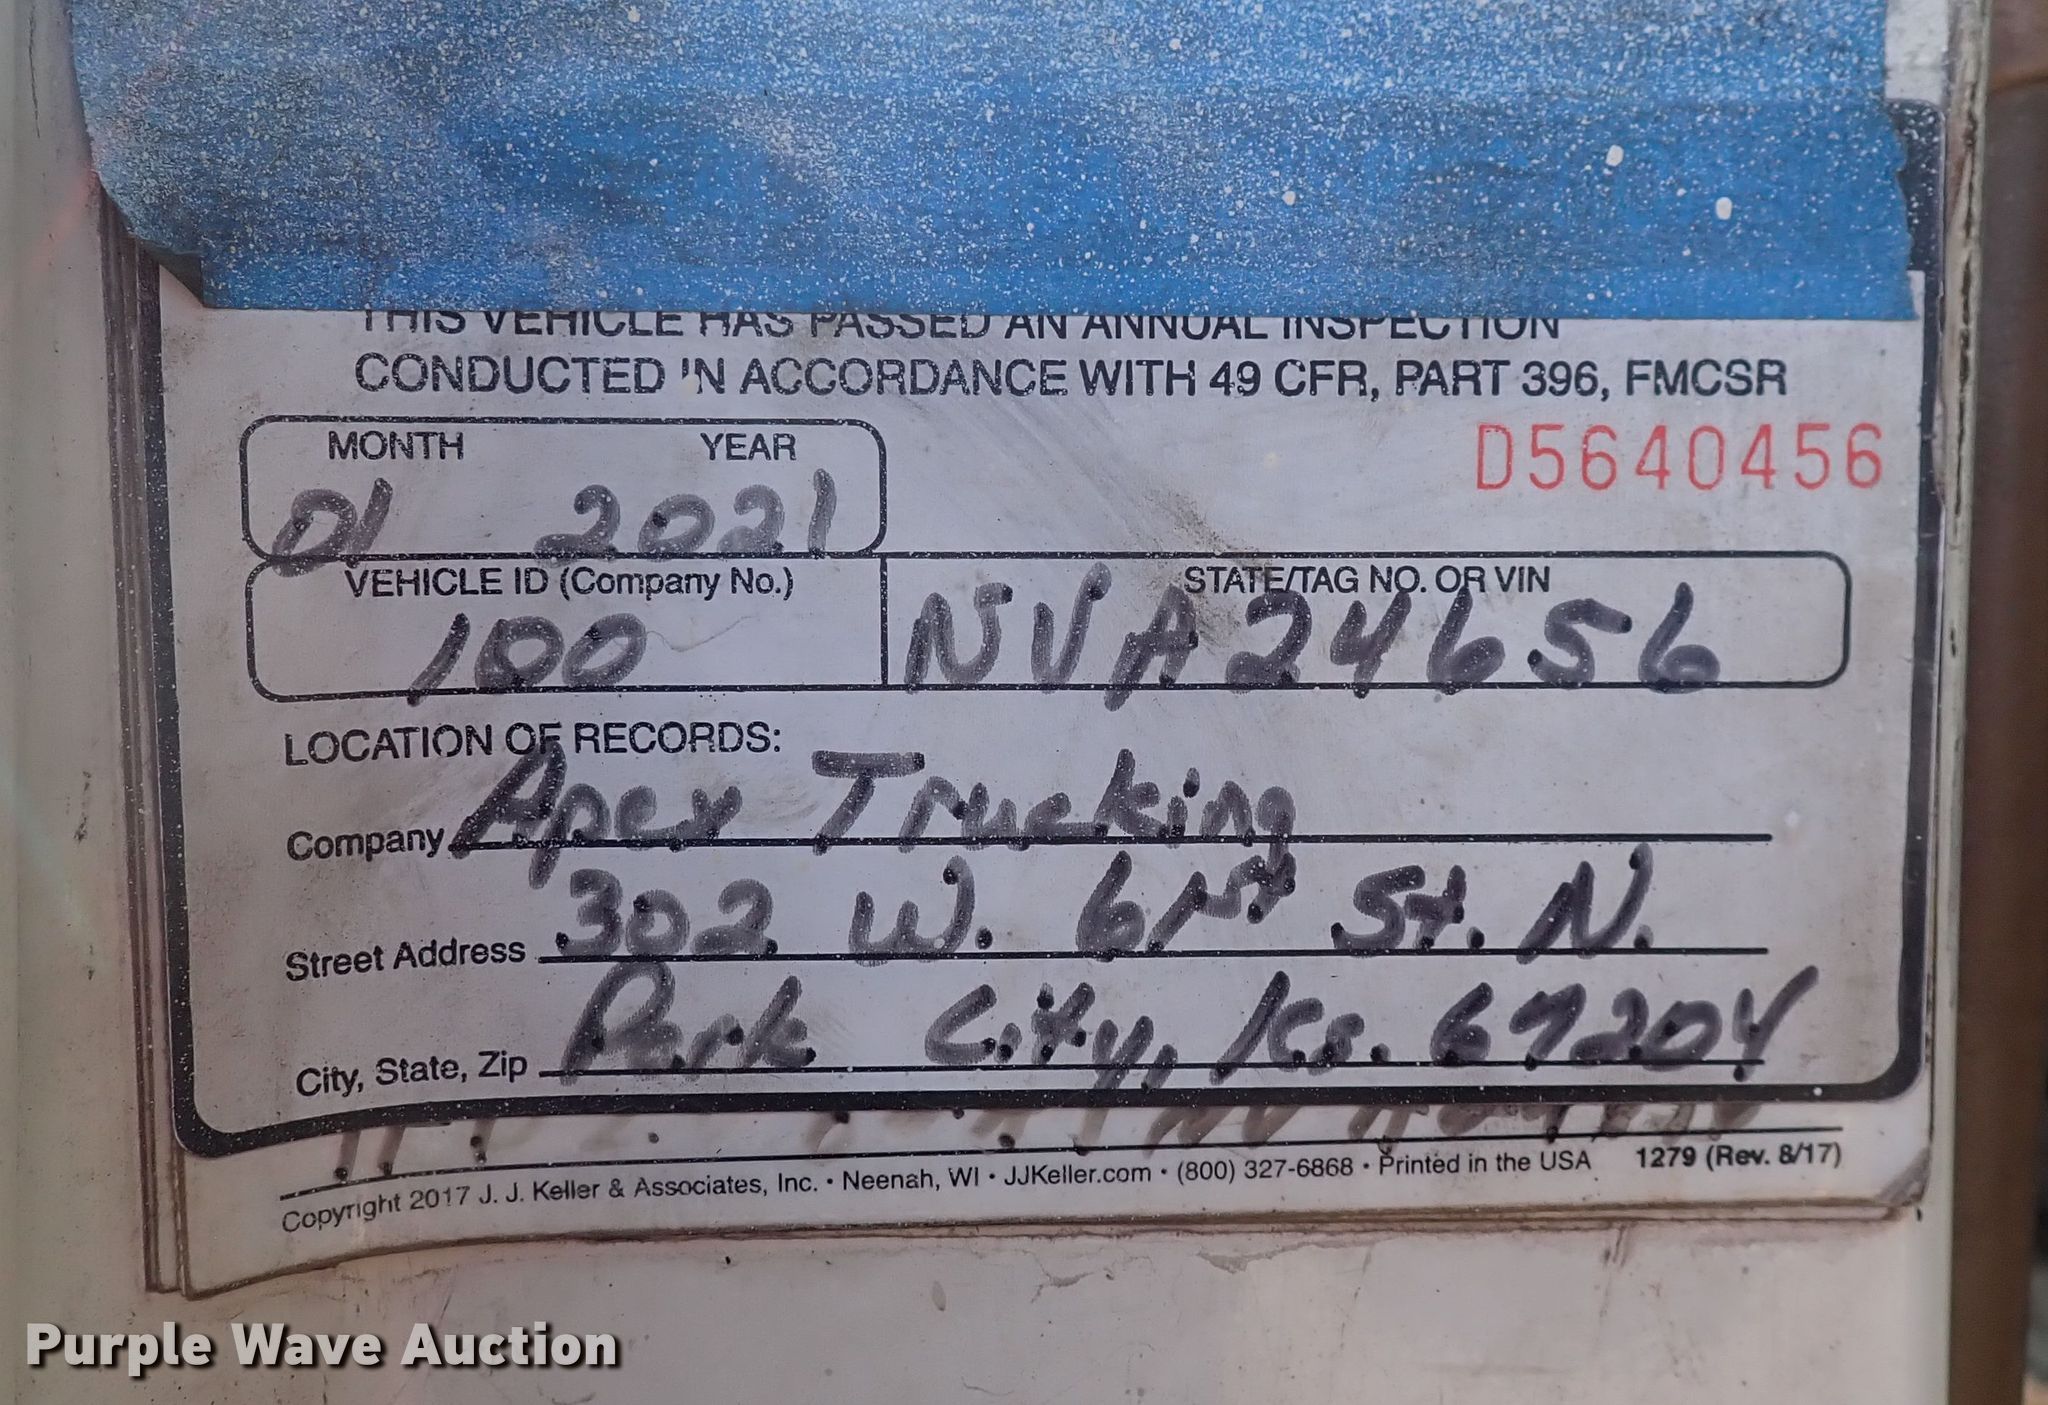 THIS VEHICLE HAS PASSED AN ANNUAL INSPECTION
CONDUCTED IN ACCORDANCE WITH 49 CFR, PART 396, FMCSR
D5640456
MONTH YEAR
01 2021
VEHICLE ID (Company No.) STATE/TAG NO. OR VIN
100 NVA24656
LOCATION OF RECORDS:
Company Apex Trucking
Street Address 302 W. 61st St. N.
City, State, Zip Park City, Ks. 67204
Copyright 2017 J. J. Keller & Associates, Inc. • Neenah, WI • JJKeller.com • (800) 327-6868 • Printed in the USA 1279 (Rev. 8/17)
Purple Wave Auction